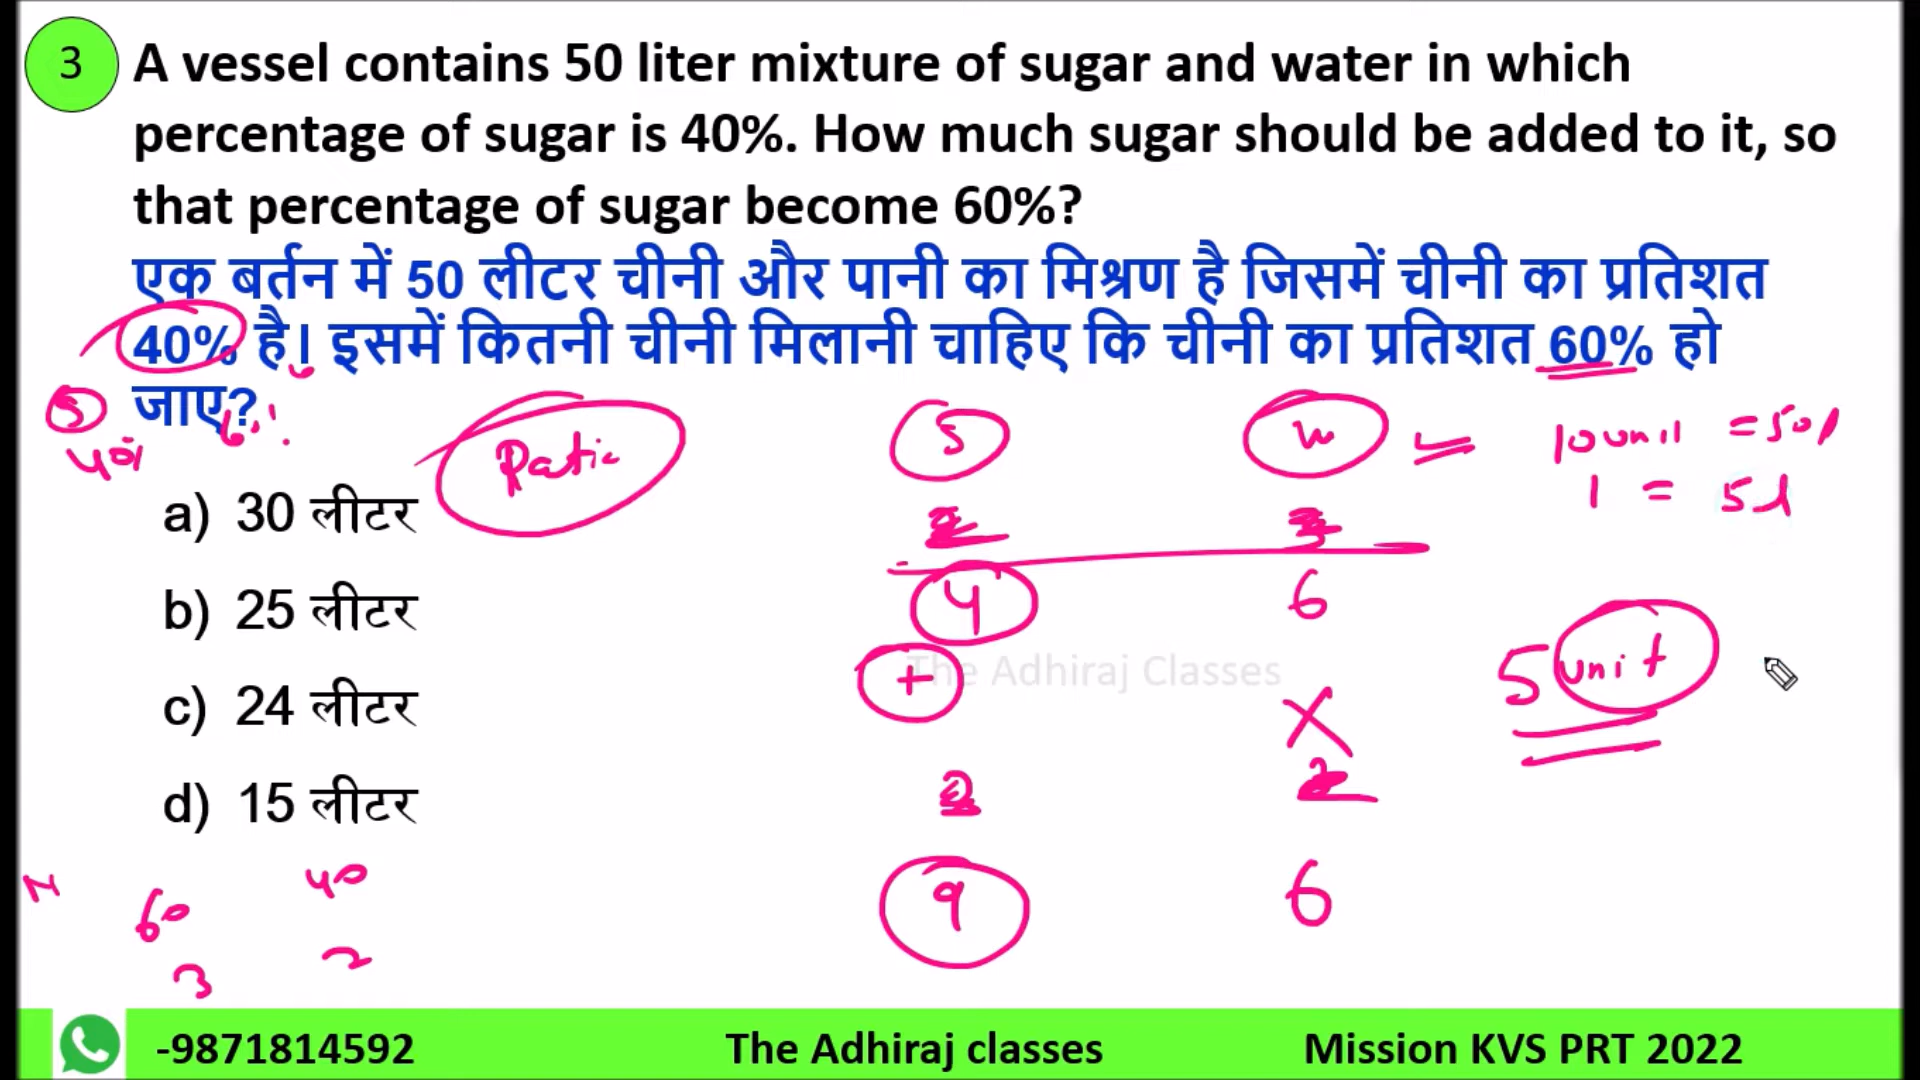 3
A vessel contains 50 liter mixture of sugar and water in which
percentage of sugar is 40%. How much sugar should be added to it, so
that percentage of sugar become 60%?
एक बर्तन में 50 लीटर चीनी और पानी का मिश्रण है जिसमें चीनी का प्रतिशत
40% है। इसमें कितनी चीनी मिलानी चाहिए कि चीनी का प्रतिशत 60% हो
जाए?
40%
Ratio
S W
10 unit = 50l
1 = 5l
a) 30 लीटर
b) 25 लीटर
c) 24 लीटर
d) 15 लीटर
2 3
4 6
+
The Adhiraj Classes
5 unit
9 6
60 40
3 2
-9871814592 The Adhiraj classes Mission KVS PRT 2022